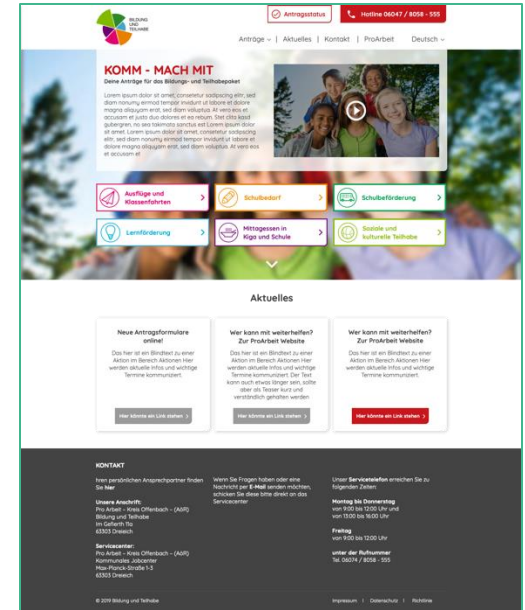 BILDUNG
UND
TEILHABE
Antragsstatus
Hotline 06047 / 8058 - 555
Anträge | Aktuelles | Kontakt | ProArbeit Deutsch
KOMM - MACH MIT
Deine Anträge für das Bildungs- und Teilhabepaket
Lorem ipsum dolor sit amet, consetetur sadipscing elitr, sed
diam nonumy eirmod tempor invidunt ut labore et dolore
magna aliquyam erat, sed diam voluptua. At vero eos et
accusam et justo duo dolores et ea rebum. Stet clita kasd
gubergren, no sea takimata sanctus est Lorem ipsum dolor
sit amet. Lorem ipsum dolor sit amet, consetetur sadipscing
elitr, sed diam nonumy eirmod tempor invidunt ut labore et
dolore magna aliquyam erat, sed diam voluptua. At vero eos
et accusam et
Ausflüge und
Klassenfahrten
Schulbedarf
Schulbeförderung
Lernförderung
Mittagessen in
Kiga und Schule
Soziale und
kulturelle Teilhabe
Aktuelles
Neue Antragsformulare
online!
Das hier ist ein Blindtext zu einer
Aktion im Bereich Aktionen Hier
werden aktuelle Infos und wichtige
Termine kommuniziert.
Hier könnte ein Link stehen
Wer kann mit weiterhelfen?
Zur ProArbeit Website
Das hier ist ein Blindtext zu einer
Aktion im Bereich Aktionen Hier
werden aktuelle Infos und wichtige
Termine kommuniziert. Der Text
kann auch etwas länger sein, sollte
aber als Teaser kurz und
verständlich gehalten werden
Hier könnte ein Link stehen
Wer kann mit weiterhelfen?
Zur ProArbeit Website
Das hier ist ein Blindtext zu einer
Aktion im Bereich Aktionen Hier
werden aktuelle Infos und wichtige
Termine kommuniziert.
Hier könnte ein Link stehen
KONTAKT
hren persönlichen Ansprechpartner finden
Sie hier
Unsere Anschrift:
Pro Arbeit – Kreis Offenbach – (AöR)
Bildung und Teilhabe
Im Gefierth 11a
63303 Dreieich
Servicecenter:
Pro Arbeit – Kreis Offenbach – (AöR)
Kommunales Jobcenter
Max-Planck-Straße 1-3
63303 Dreieich
Wenn Sie Fragen haben oder eine
Nachricht per E-Mail senden möchten,
schicken Sie diese bitte direkt an das
Servicecenter
Unser Servicetelefon erreichen Sie zu
folgenden Zeiten:
Montag bis Donnerstag
von 9:00 bis 12:00 Uhr und
von 13:00 bis 16:00 Uhr
Freitag
von 9:00 bis 12:00 Uhr
unter der Rufnummer
Tel. 06074 / 8058 - 555
© 2019 Bildung und Teilhabe
Impressum | Datenschutz | Richtlinie